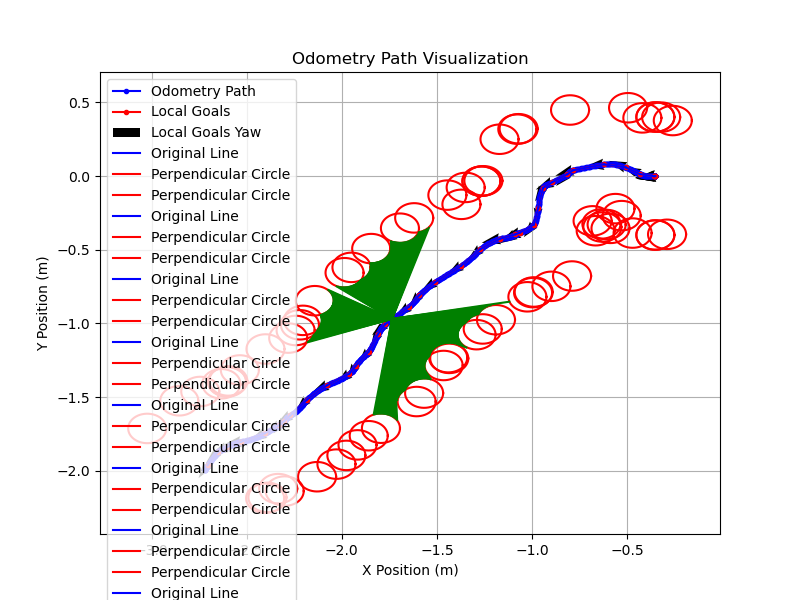 Odometry Path Visualization
Y Position (m)
0.5
0.0
−0.5
−1.0
−1.5
−2.0
Odometry Path
Local Goals
Local Goals Yaw
Original Line
Perpendicular Circle
Perpendicular Circle
Original Line
Perpendicular Circle
Perpendicular Circle
Original Line
Perpendicular Circle
Perpendicular Circle
Original Line
Perpendicular Circle
Perpendicular Circle
Original Line
Perpendicular Circle
Perpendicular Circle
Original Line
Perpendicular Circle
Perpendicular Circle
Original Line
Perpendicular Circle
Perpendicular Circle
Original Line
−2.0 −1.5 −1.0 −0.5
X Position (m)